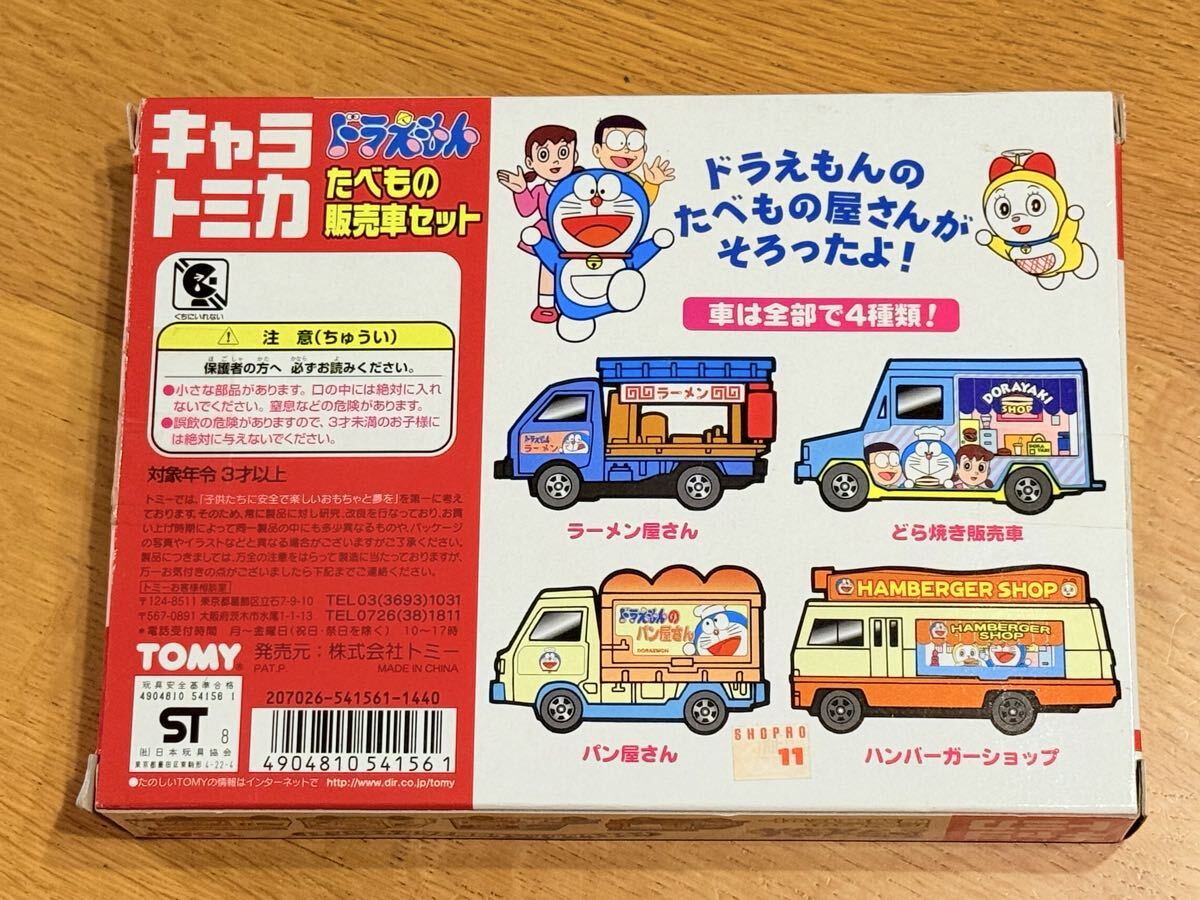 キャラ
トミカ
ドラえもん
たべもの
販売車セット
くちにいれない
注 意(ちゅうい)
保護者の方へ 必ずお読みください。
●小さな部品があります。口の中には絶対に入れ
ないでください。窒息などの危険があります。
●誤飲の危険がありますので、3才未満のお子様に
は絶対に与えないでください。
対象年令 3才以上
トミーでは、「子供たちに安全で楽しいおもちゃと夢を」を第一に考え
ております。そのため、常に製品に対し研究、改良を行なっており、お買
い上げ時期によって同一製品の中にも多少異なるものや、パッケージ
の写真やイラストなどと異なる場合がございますがご了承ください。
製品につきましては、万全の注意をはらって製造に当たっておりますが、
万一お気付きの点がございましたら下記までご連絡ください。
トミーお客様相談室
〒124-8511 東京都葛飾区立石7-9-10 TEL03(3693)1031
〒567-0891 大阪府茨木市水尾1-1-13 TEL0726(38)1811
*電話受付時間 月~金曜日(祝日・祭日を除く) 10~17時
TOMY 発売元:株式会社トミー
PAT.P. MADE IN CHINA
玩具安全基準合格
4904810 54156 1
ST 8
(社)日本玩具協会
東京都墨田区東駒形4-22-4
207026-541561-1440
4904810 541561
●たのしいTOMYの情報はインターネットで http://www.dir.co.jp/tomy
ドラえもんの
たべもの屋さんが
そろったよ!
車は全部で4種類!
ラーメン
ドラえもん
ラーメン
ラーメン屋さん
DORAYAKI
SHOP
DORA
YAKI
どら焼き販売車
ドラえもんの
パン屋さん
DORAEMON
パン屋さん
HAMBERGER SHOP
HAMBERGER
SHOP
ハンバーガーショップ
SHOPRO
11